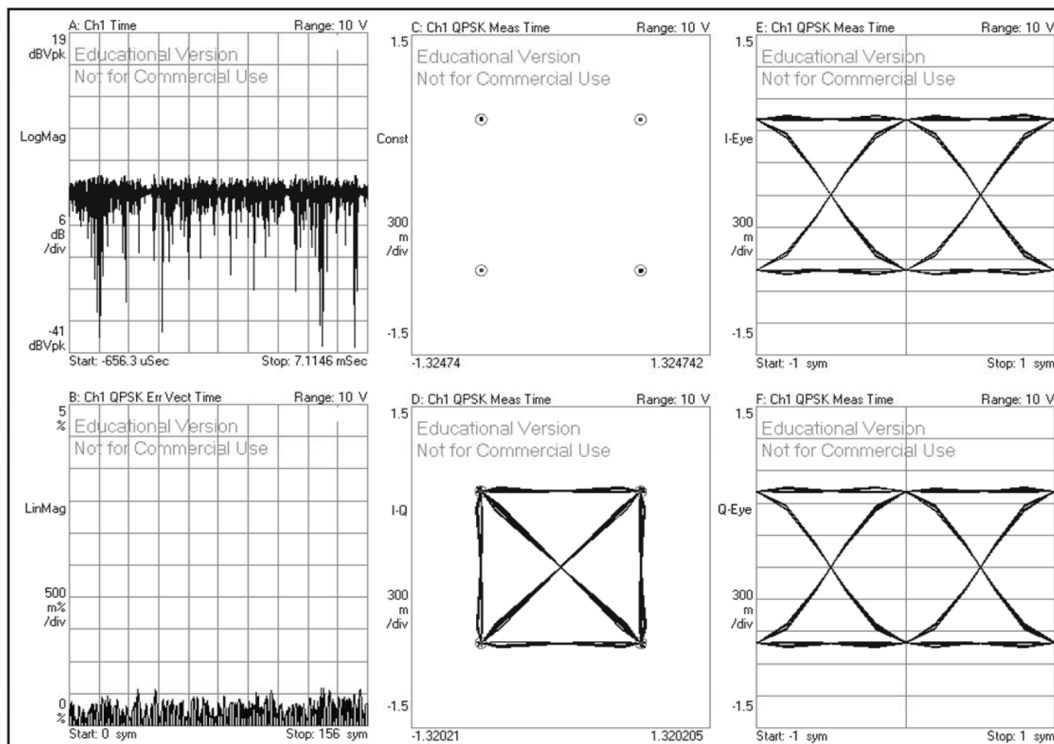 A: Ch1 Time Range: 10 V
19
dBVpk
Educational Version
Not for Commercial Use
LogMag
6
dB
/div
-41
dBVpk
Start: -656.3 uSec Stop: 7.1146 mSec
C: Ch1 QPSK Meas Time Range: 10 V
1.5
Educational Version
Not for Commercial Use
Const
300
m
/div
-1.5
-1.32474 1.324742
E: Ch1 QPSK Meas Time Range: 10 V
1.5
Educational Version
Not for Commercial Use
I-Eye
300
m
/div
-1.5
Start: -1 sym Stop: 1 sym
B: Ch1 QPSK Err Vect Time Range: 10 V
5
%
Educational Version
Not for Commercial Use
LinMag
500
m%
/div
0
%
Start: 0 sym Stop: 156 sym
D: Ch1 QPSK Meas Time Range: 10 V
1.5
Educational Version
Not for Commercial Use
I-Q
300
m
/div
-1.5
-1.32021 1.320205
F: Ch1 QPSK Meas Time Range: 10 V
1.5
Educational Version
Not for Commercial Use
Q-Eye
300
m
/div
-1.5
Start: -1 sym Stop: 1 sym